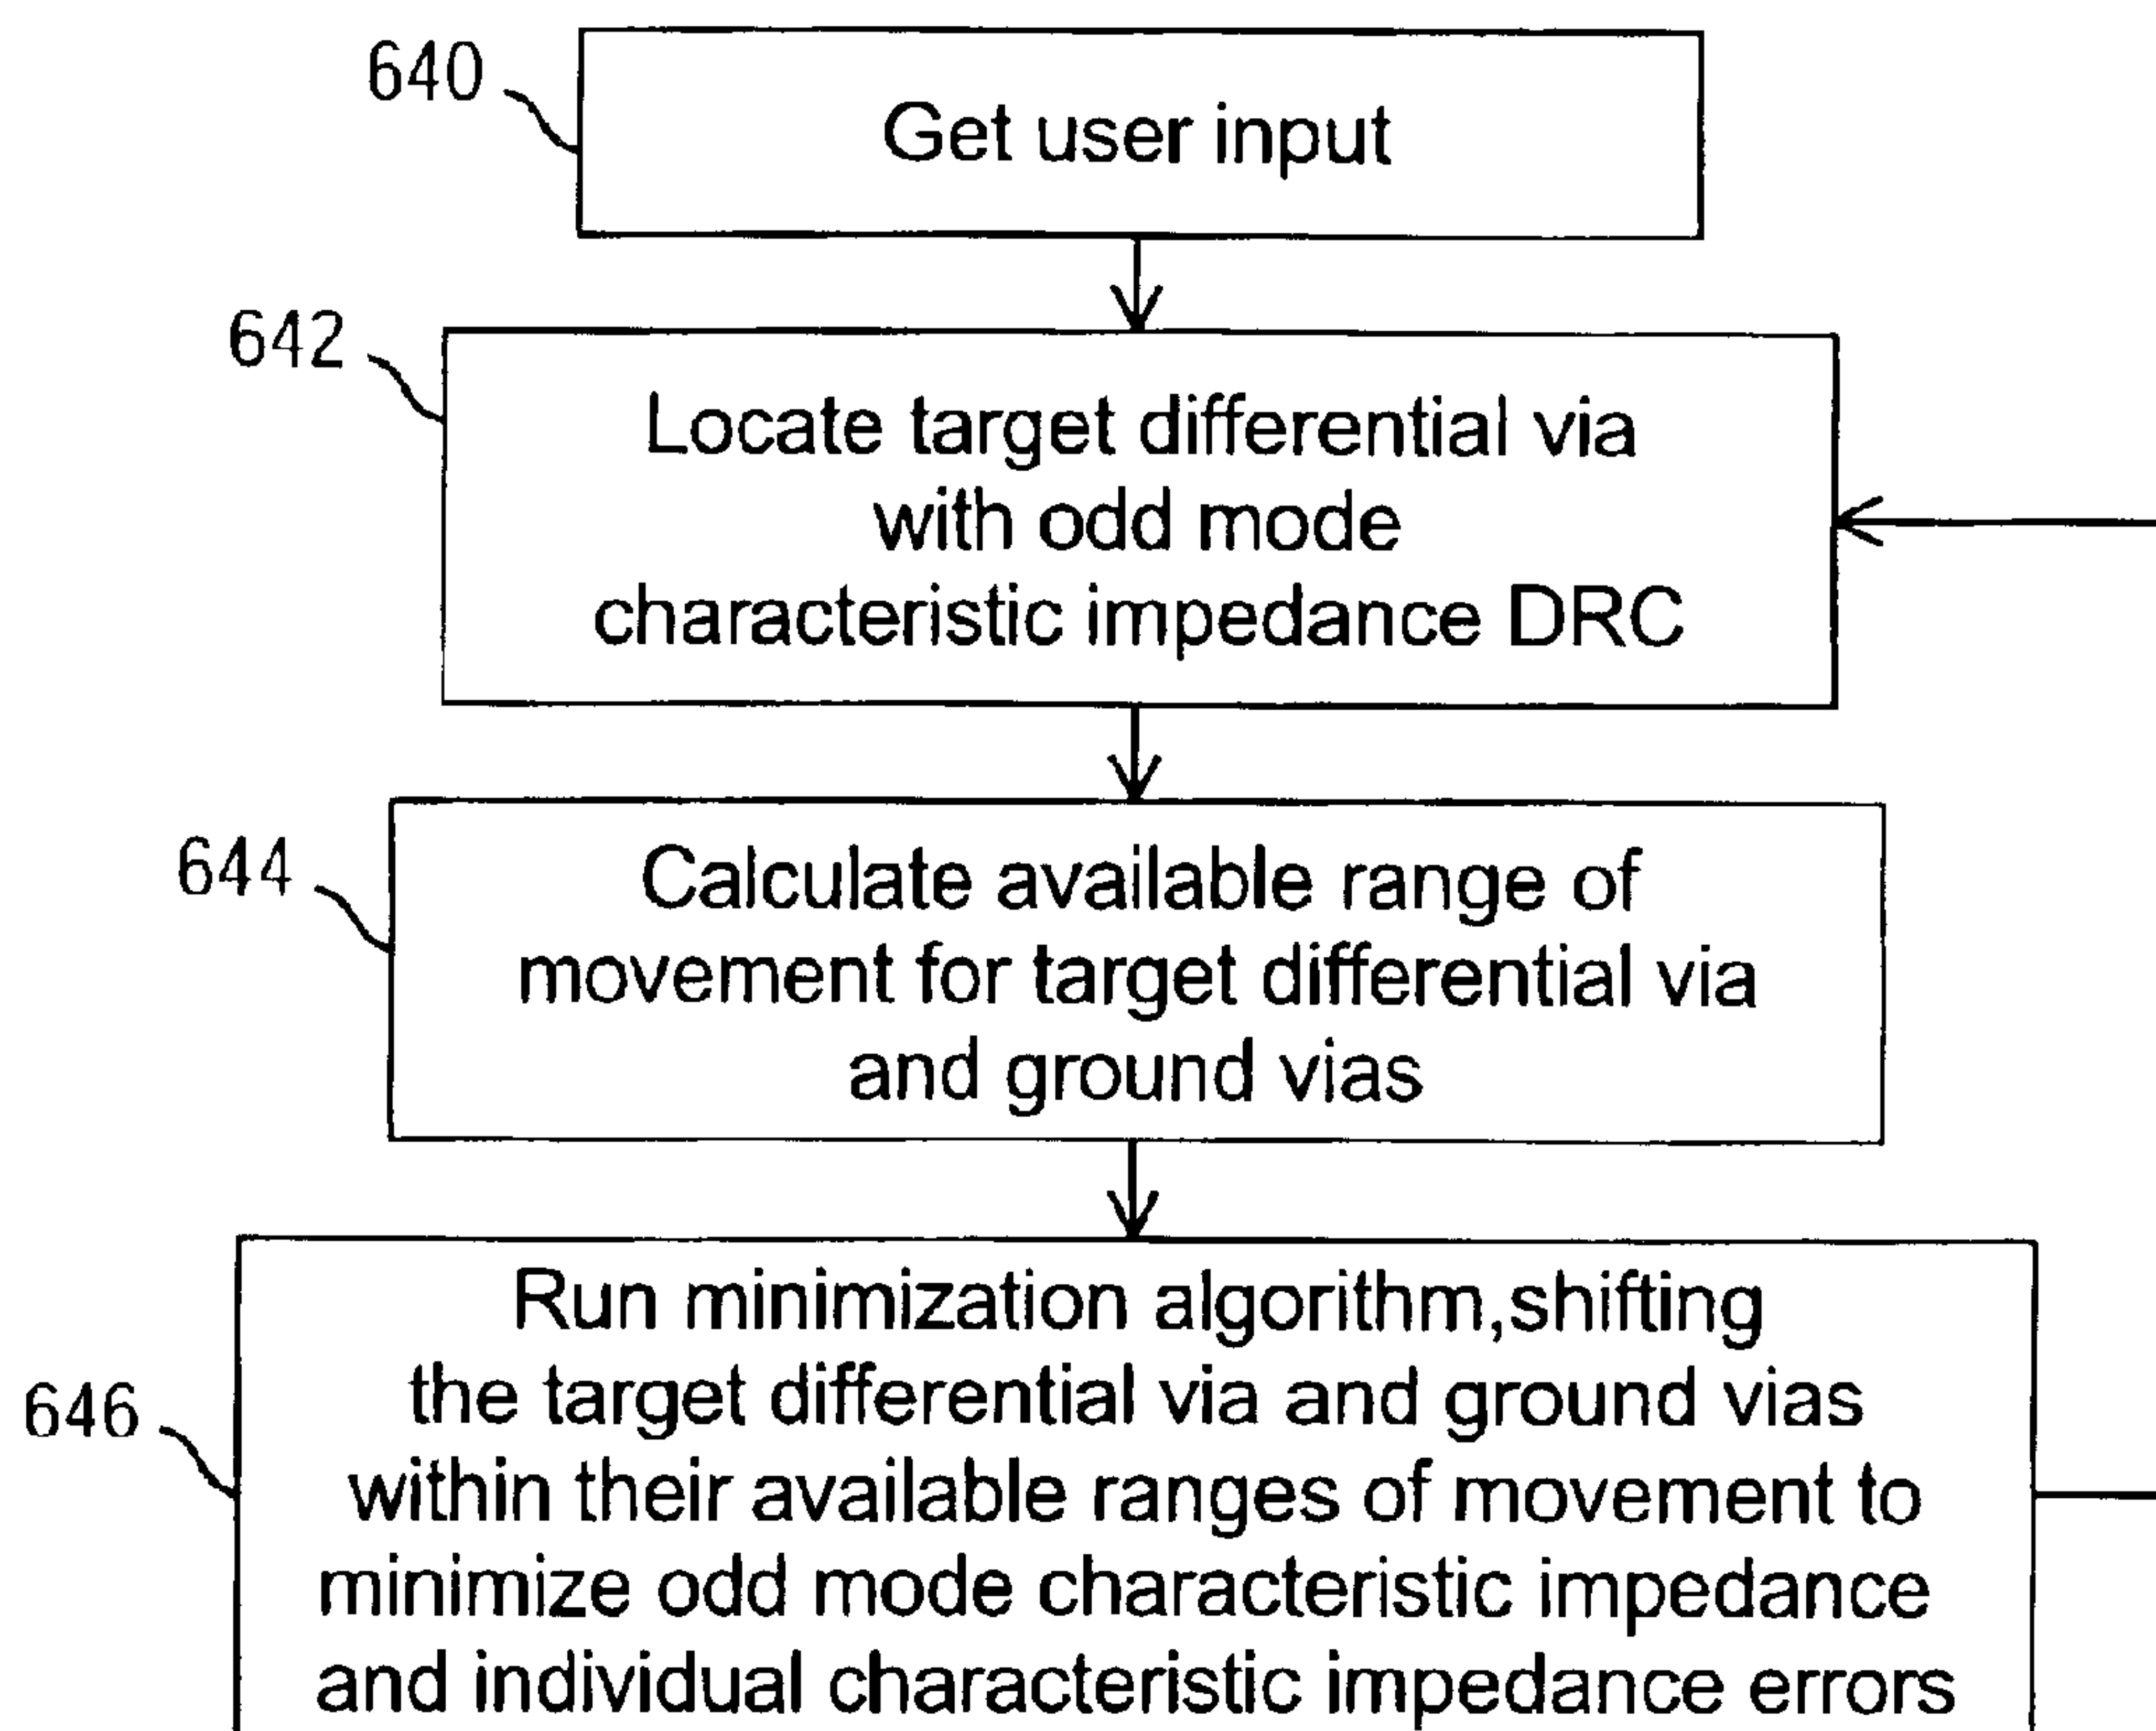 640
Get user input
642
Locate target differential via
with odd mode
characteristic impedance DRC
644
Calculate available range of
movement for target differential via
and ground vias
646
Run minimization algorithm,shifting
the target differential via and ground vias
within their available ranges of movement to
minimize odd mode characteristic impedance
and individual characteristic impedance errors